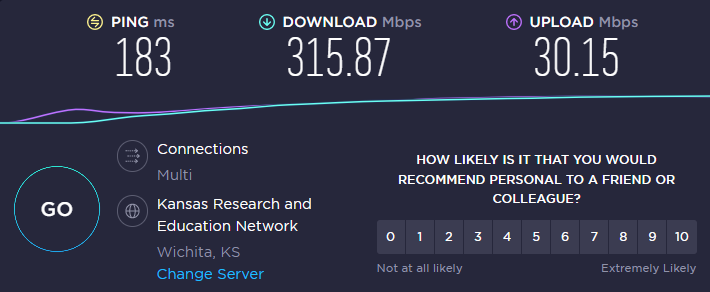 PING ms
DOWNLOAD Mbps
UPLOAD Mbps
183
315.87
30.15
Connections
Multi
GO
Kansas Research and
Education Network
Wichita, KS
Change Server
HOW LIKELY IS IT THAT YOU WOULD
RECOMMEND PERSONAL TO A FRIEND OR
COLLEAGUE?
0 1 2 3 4 5 6 7 8 9 10
Not at all likely
Extremely Likely